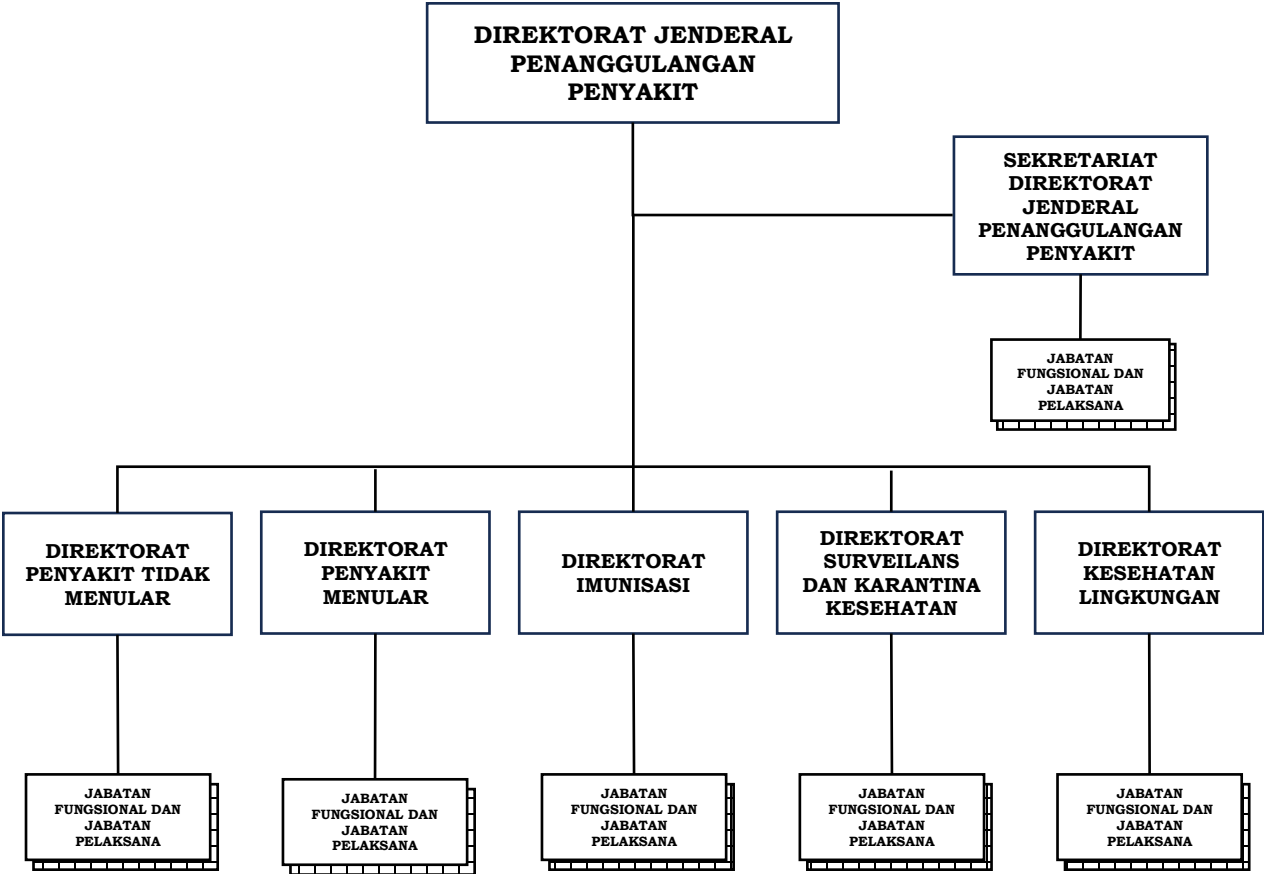 DIREKTORAT JENDERAL
PENANGGULANGAN
PENYAKIT
SEKRETARIAT
DIREKTORAT
JENDERAL
PENANGGULANGAN
PENYAKIT
JABATAN
FUNGSIONAL DAN
JABATAN
PELAKSANA
DIREKTORAT
PENYAKIT TIDAK
MENULAR
DIREKTORAT
PENYAKIT
MENULAR
DIREKTORAT
IMUNISASI
DIREKTORAT
SURVEILANS
DAN KARANTINA
KESEHATAN
DIREKTORAT
KESEHATAN
LINGKUNGAN
JABATAN
FUNGSIONAL DAN
JABATAN
PELAKSANA
JABATAN
FUNGSIONAL DAN
JABATAN
PELAKSANA
JABATAN
FUNGSIONAL DAN
JABATAN
PELAKSANA
JABATAN
FUNGSIONAL DAN
JABATAN
PELAKSANA
JABATAN
FUNGSIONAL DAN
JABATAN
PELAKSANA